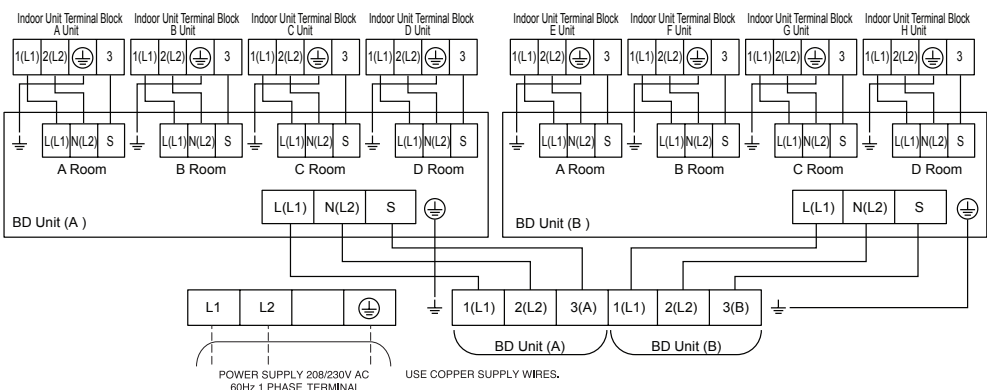 Indoor Unit Terminal Block Indoor Unit Terminal Block Indoor Unit Terminal Block Indoor Unit Terminal Block Indoor Unit Terminal Block Indoor Unit Terminal Block Indoor Unit Terminal Block Indoor Unit Terminal Block
A Unit B Unit C Unit D Unit E Unit F Unit G Unit H Unit
1(L1) 2(L2) 3 1(L1) 2(L2) 3 1(L1) 2(L2) 3 1(L1) 2(L2) 3 1(L1) 2(L2) 3 1(L1) 2(L2) 3 1(L1) 2(L2) 3 1(L1) 2(L2) 3
L(L1) N(L2) S L(L1) N(L2) S L(L1) N(L2) S L(L1) N(L2) S L(L1) N(L2) S L(L1) N(L2) S L(L1) N(L2) S L(L1) N(L2) S
A Room B Room C Room D Room A Room B Room C Room D Room
L(L1) N(L2) S L(L1) N(L2) S
BD Unit (A ) BD Unit (B )
L1 L2 1(L1) 2(L2) 3(A) 1(L1) 2(L2) 3(B)
BD Unit (A) BD Unit (B)
POWER SUPPLY 208/230V AC USE COPPER SUPPLY WIRES.
60Hz 1 PHASE TERMINAL